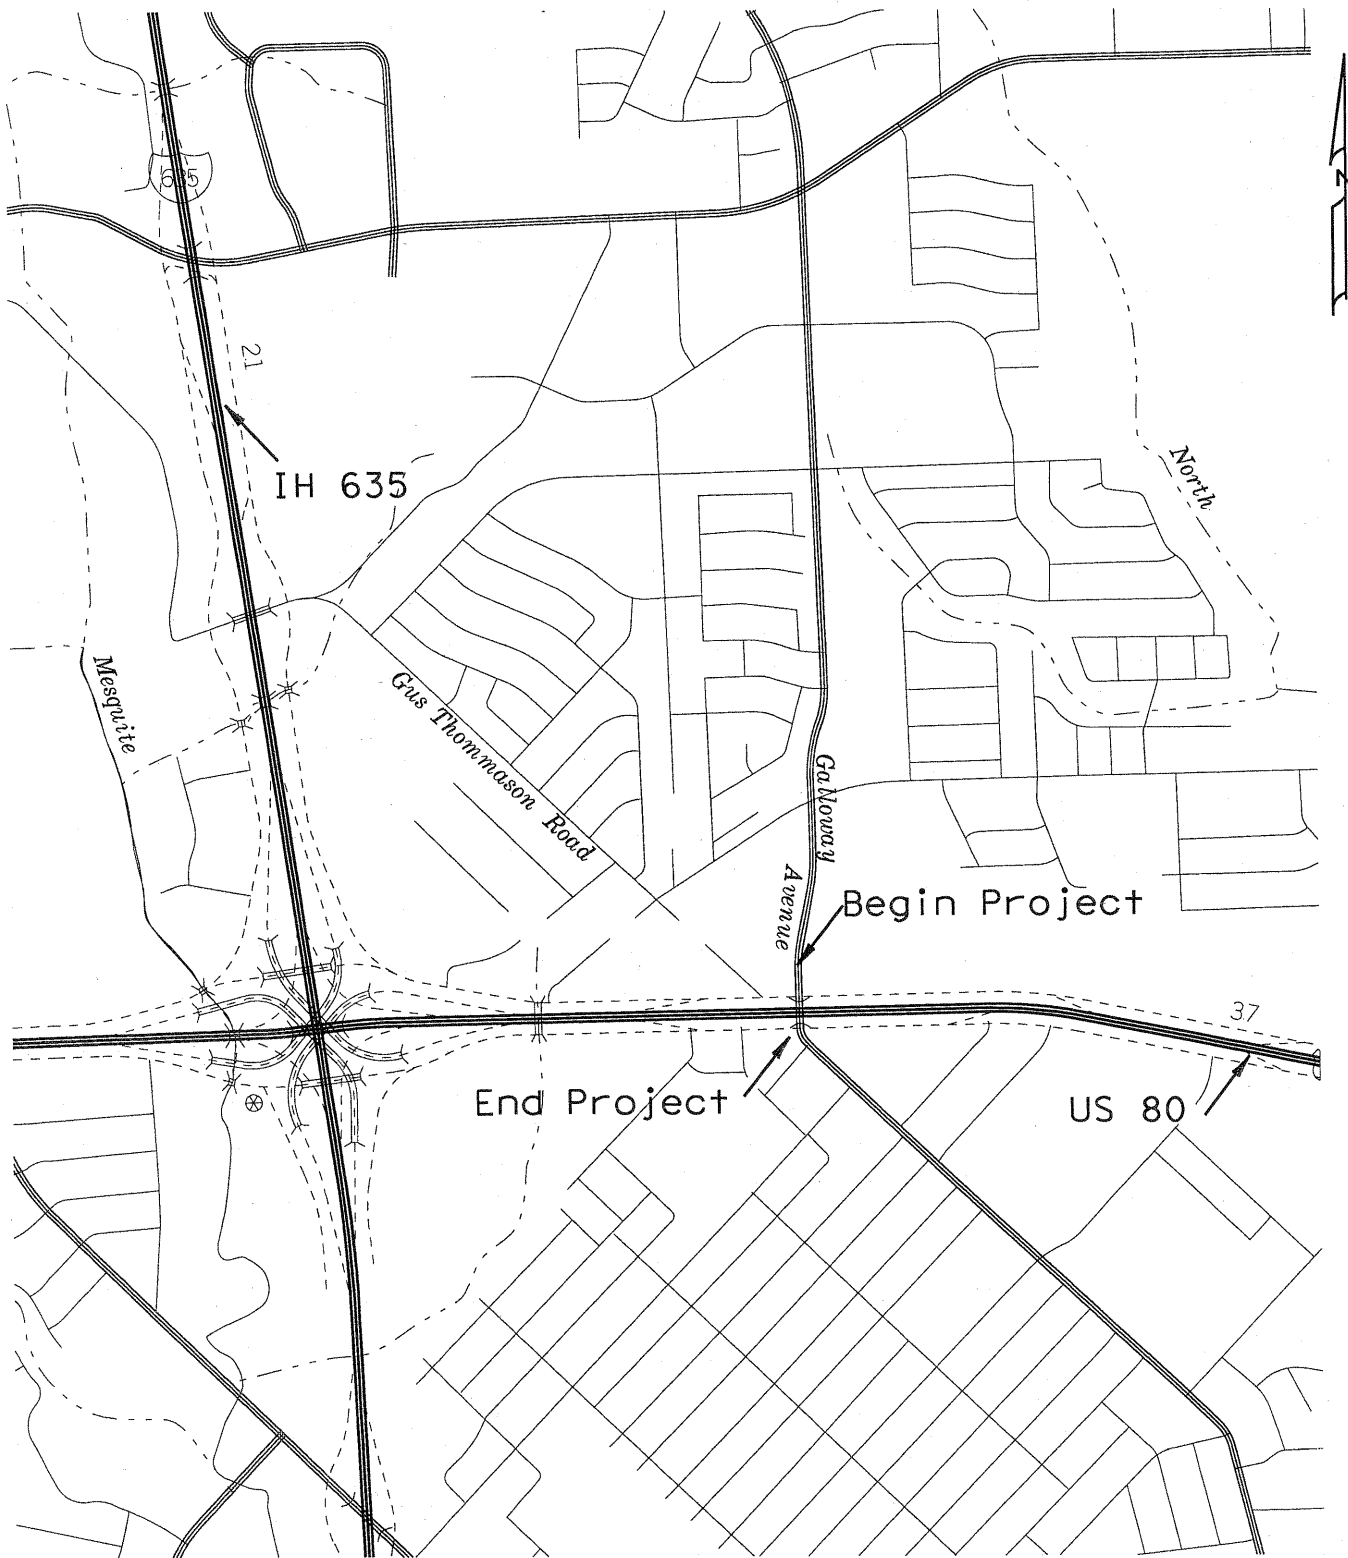 635
N
21
IH 635
North
Mesquite
Gus Thommason Road
Galloway
Avenue
Begin Project
37
End Project
US 80